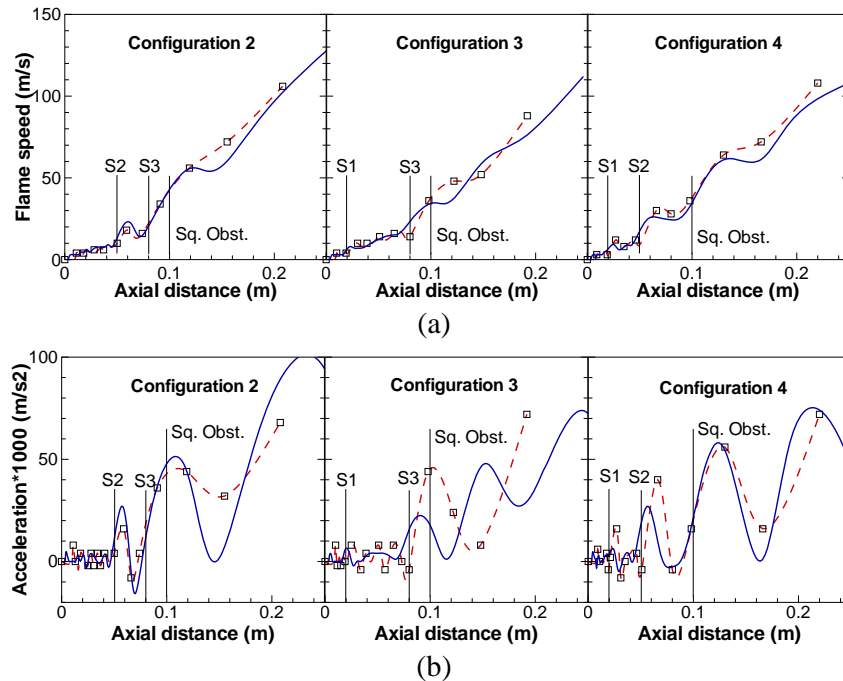 150
100
50
0
Flame speed (m/s)
Configuration 2
S2
S3
Sq. Obst.
0
0.1
0.2
Axial distance (m)
Configuration 3
S1
S3
Sq. Obst.
0
0.1
0.2
Axial distance (m)
Configuration 4
S1
S2
Sq. Obst.
0
0.1
0.2
Axial distance (m)
(a)
100
50
0
Acceleration*1000 (m/s2)
Configuration 2
Sq. Obst.
S2
S3
0
0.1
0.2
Axial distance (m)
Configuration 3
Sq. Obst.
S1
S3
0
0.1
0.2
Axial distance (m)
Configuration 4
Sq. Obst.
S1
S2
0
0.1
0.2
Axial distance (m)
(b)